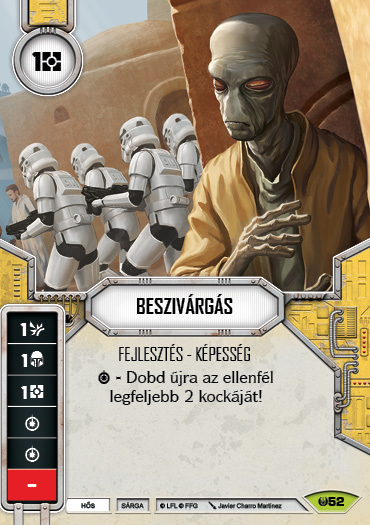 1
BESZIVÁRGÁS
FEJLESZTÉS - KÉPESSÉG
- Dobd újra az ellenfél
legfeljebb 2 kockáját!
1
1
1
-
HŐS
SÁRGA
© LFL © FFG
Javier Charro Martínez
52